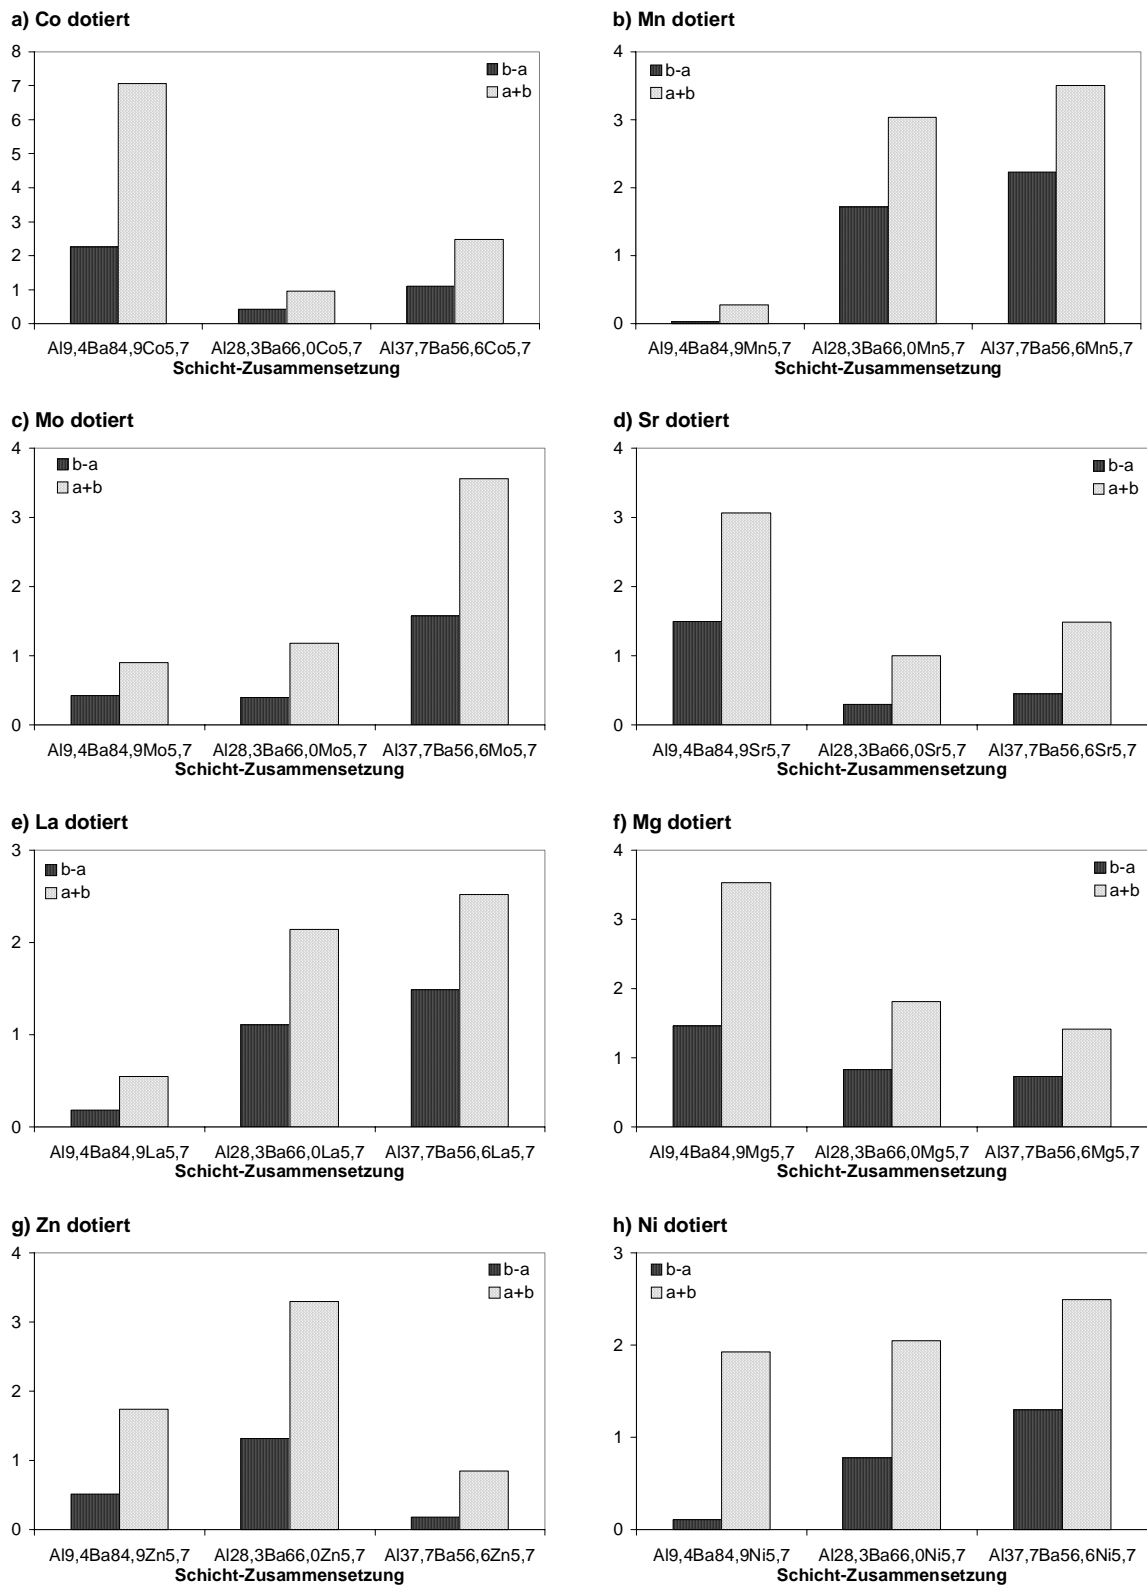 a) Co dotiert
8
7
6
5
4
3
2
1
0
b-a
a+b
Al9,4Ba84,9Co5,7 Al28,3Ba66,0Co5,7 Al37,7Ba56,6Co5,7
Schicht-Zusammensetzung
b) Mn dotiert
4
3
2
1
0
b-a
a+b
Al9,4Ba84,9Mn5,7 Al28,3Ba66,0Mn5,7 Al37,7Ba56,6Mn5,7
Schicht-Zusammensetzung
c) Mo dotiert
4
3
2
1
0
b-a
a+b
Al9,4Ba84,9Mo5,7 Al28,3Ba66,0Mo5,7 Al37,7Ba56,6Mo5,7
Schicht-Zusammensetzung
d) Sr dotiert
4
3
2
1
0
b-a
a+b
Al9,4Ba84,9Sr5,7 Al28,3Ba66,0Sr5,7 Al37,7Ba56,6Sr5,7
Schicht-Zusammensetzung
e) La dotiert
3
2
1
0
b-a
a+b
Al9,4Ba84,9La5,7 Al28,3Ba66,0La5,7 Al37,7Ba56,6La5,7
Schicht-Zusammensetzung
f) Mg dotiert
4
3
2
1
0
b-a
a+b
Al9,4Ba84,9Mg5,7 Al28,3Ba66,0Mg5,7 Al37,7Ba56,6Mg5,7
Schicht-Zusammensetzung
g) Zn dotiert
4
3
2
1
0
b-a
a+b
Al9,4Ba84,9Zn5,7 Al28,3Ba66,0Zn5,7 Al37,7Ba56,6Zn5,7
Schicht-Zusammensetzung
h) Ni dotiert
3
2
1
0
b-a
a+b
Al9,4Ba84,9Ni5,7 Al28,3Ba66,0Ni5,7 Al37,7Ba56,6Ni5,7
Schicht-Zusammensetzung